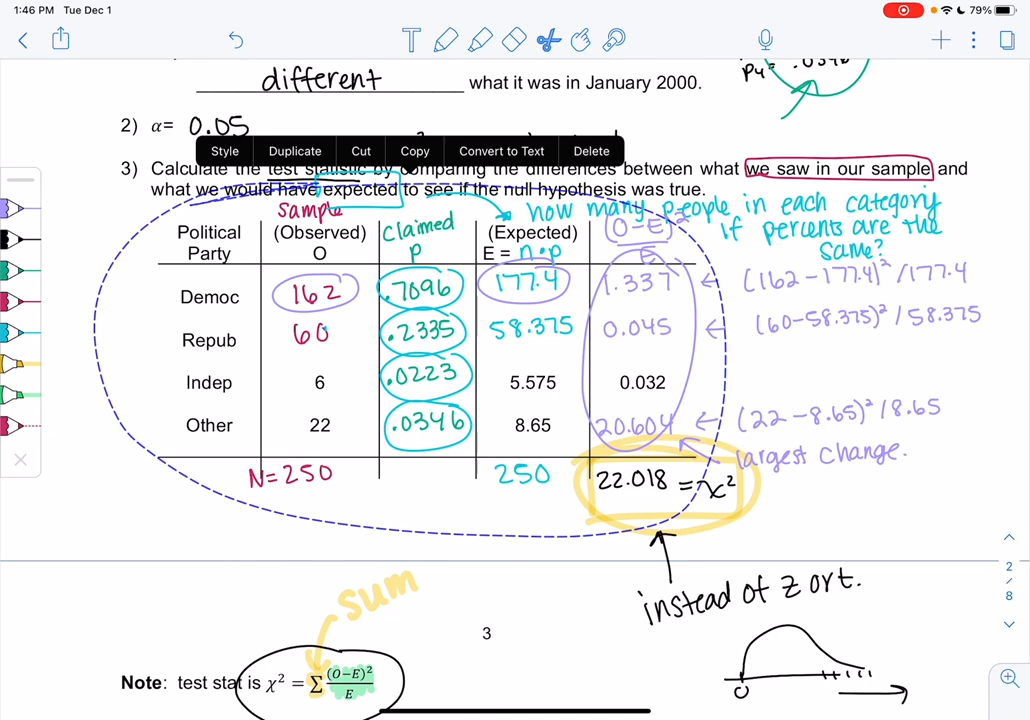 1:46 PM Tue Dec 1
79%
P4 =
different what it was in January 2000.
2) α= 0.05
Style Duplicate Cut Copy Convert to Text Delete
3) Calculate the test statistic by comparing the differences between what we saw in our sample and
what we would have expected to see if the null hypothesis was true.
how many people in each category
if percents are the
same?
Political Party
Sample (Observed) O
Claimed p
(Expected) E = n•p
(O-E)²/E
Democ 162 .7096 177.4 1.337 ← (162-177.4)²/177.4
Repub 60 .2335 58.375 0.045 ← (60-58.375)²/58.375
Indep 6 .0223 5.575 0.032
Other 22 .0346 8.65 20.604 ← (22-8.65)²/8.65
largest change.
N=250 250 22.018 = χ²
instead of z or t.
sum
3
Note: test stat is χ² = Σ (O−E)²/E
0
2
/
8